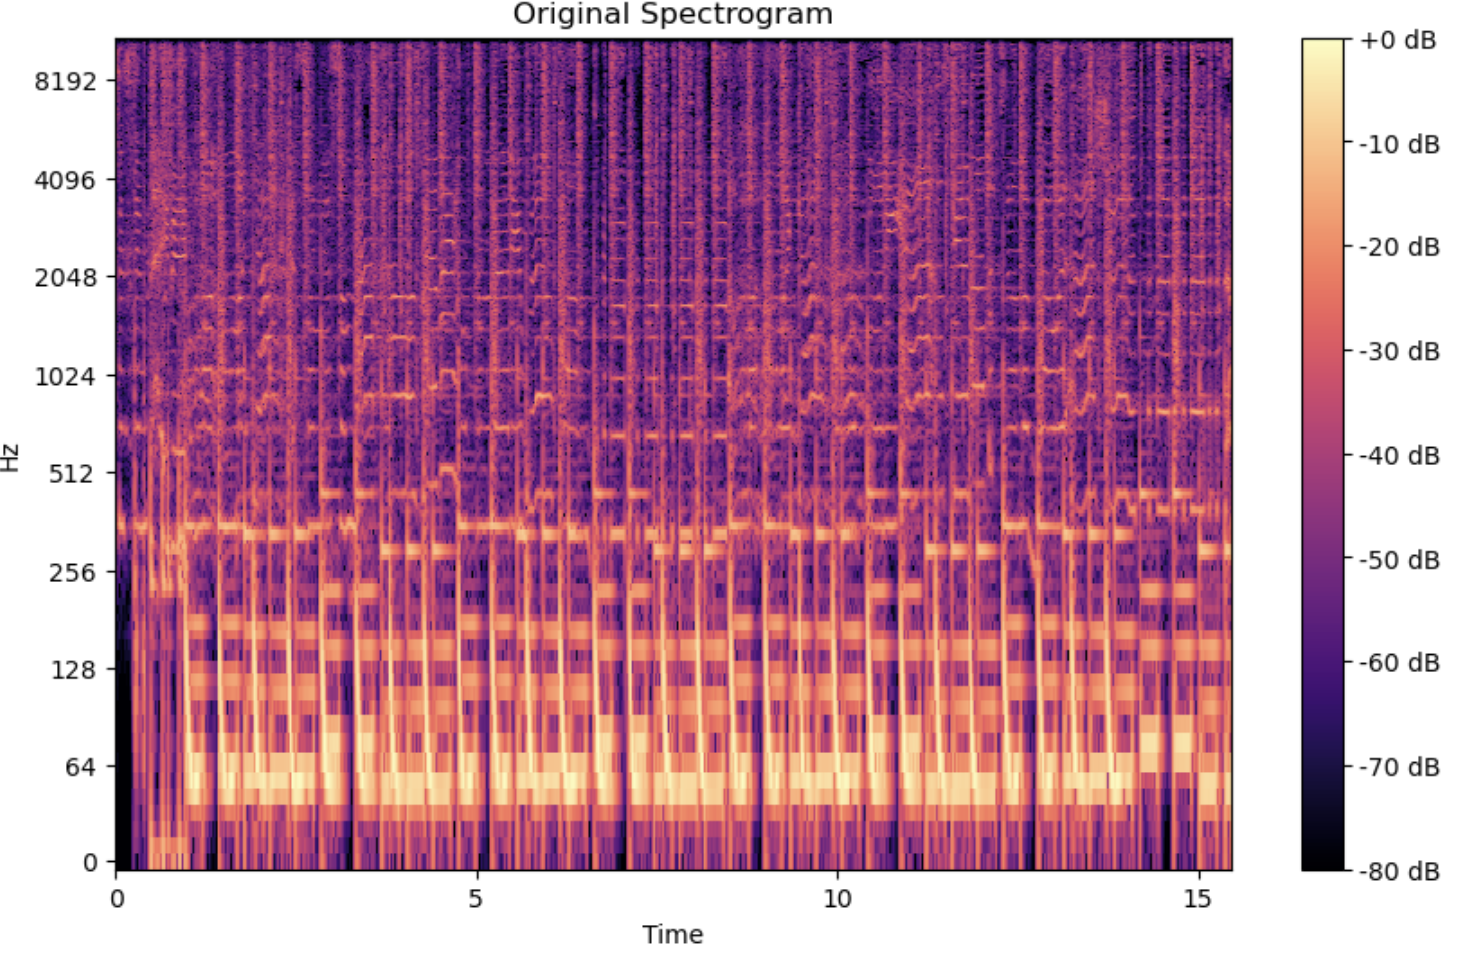 Original Spectrogram
8192
4096
2048
1024
512
256
128
64
0
Hz
0
5
10
15
Time
+0 dB
-10 dB
-20 dB
-30 dB
-40 dB
-50 dB
-60 dB
-70 dB
-80 dB